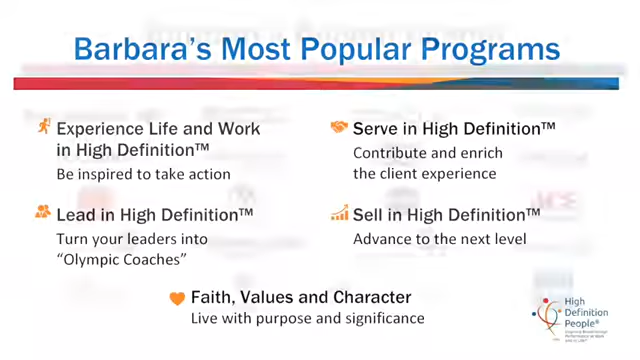 Barbara's Most Popular Programs
Experience Life and Work
in High Definition™
Be inspired to take action
Serve in High Definition™
Contribute and enrich
the client experience
Lead in High Definition™
Turn your leaders into
“Olympic Coaches”
Sell in High Definition™
Advance to the next level
Faith, Values and Character
Live with purpose and significance
High
Definition
People®